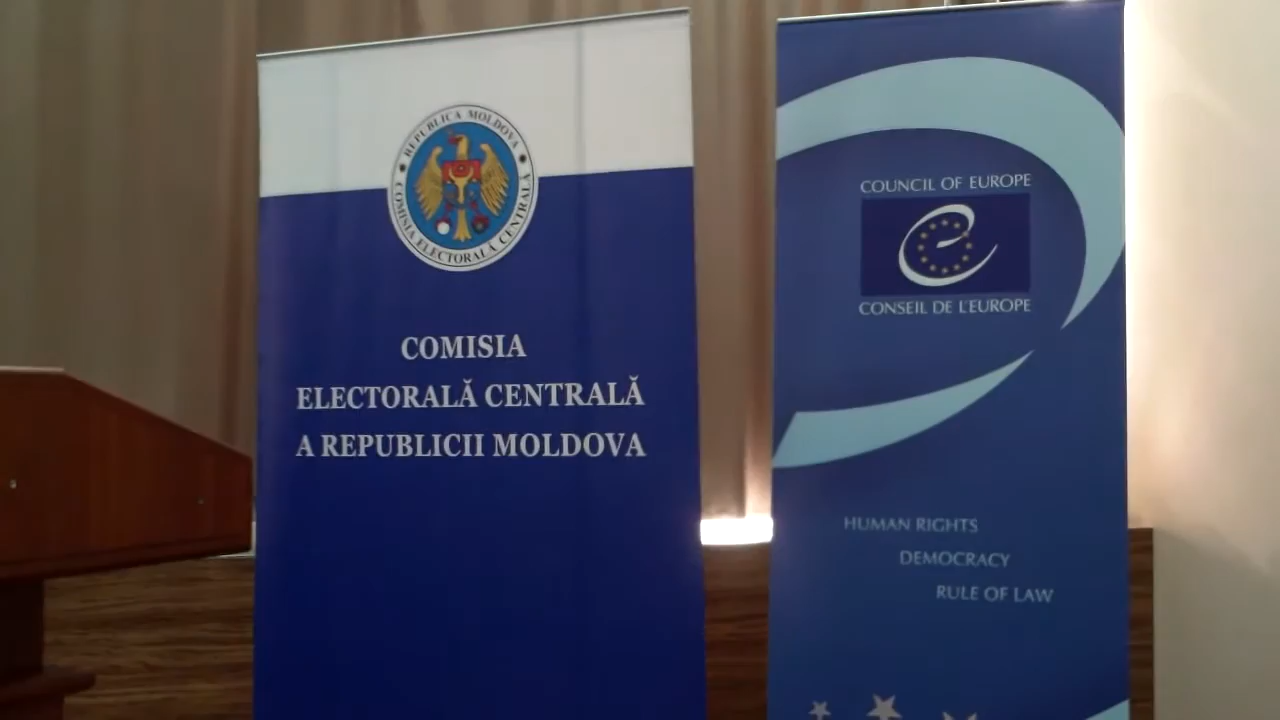 REPUBLICA MOLDOVA
COMISIA ELECTORALĂ CENTRALĂ
COMISIA
ELECTORALĂ CENTRALĂ
A REPUBLICII MOLDOVA
COUNCIL OF EUROPE
CONSEIL DE L'EUROPE
HUMAN RIGHTS
DEMOCRACY
RULE OF LAW